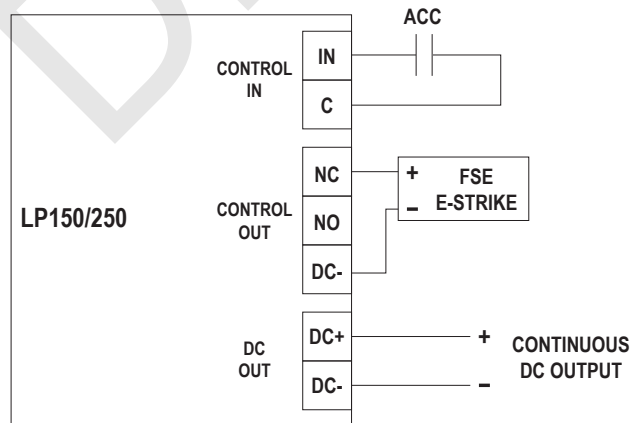 ACC
CONTROL
IN
IN
C
LP150/250
CONTROL
OUT
NC
NO
DC-
+ FSE
– E-STRIKE
DC
OUT
DC+
DC-
+
–
CONTINUOUS
DC OUTPUT